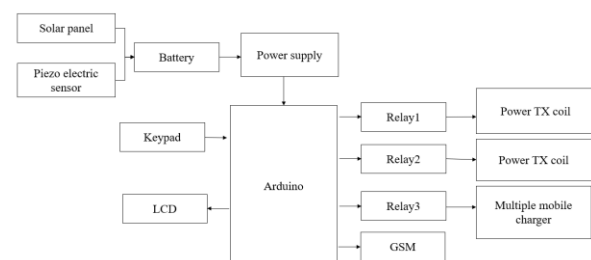 Solar panel
Piezo electric
sensor
Battery
Power supply
Keypad
LCD
Arduino
Relay1
Relay2
Relay3
GSM
Power TX coil
Power TX coil
Multiple mobile
charger